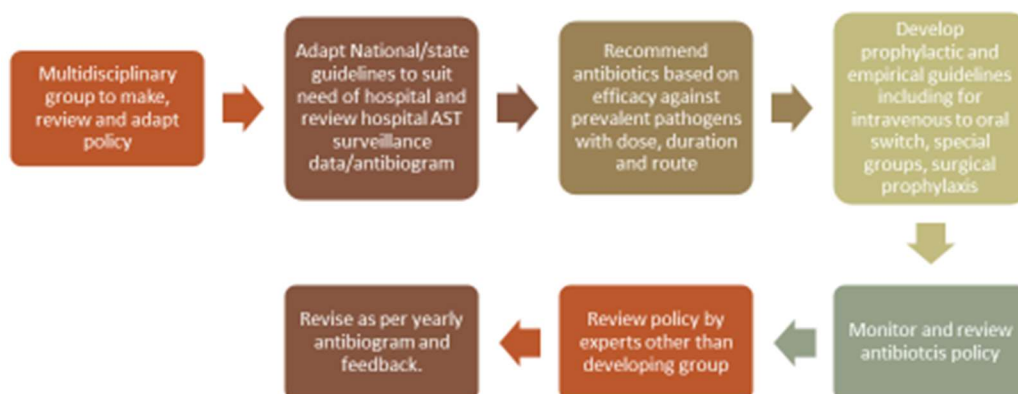 Multidisciplinary
group to make,
review and adapt
policy
Adapt National/state
guidelines to suit
need of hospital and
review hospital AST
surveillance
data/antibiogram
Recommend
antibiotics based on
efficacy against
prevalent pathogens
with dose, duration
and route
Develop
prophylactic and
empirical guidelines
including for
intravenous to oral
switch, special
groups, surgical
prophylaxis
Monitor and review
antibiotcis policy
Review policy by
experts other than
developing group
Revise as per yearly
antibiogram and
feedback.